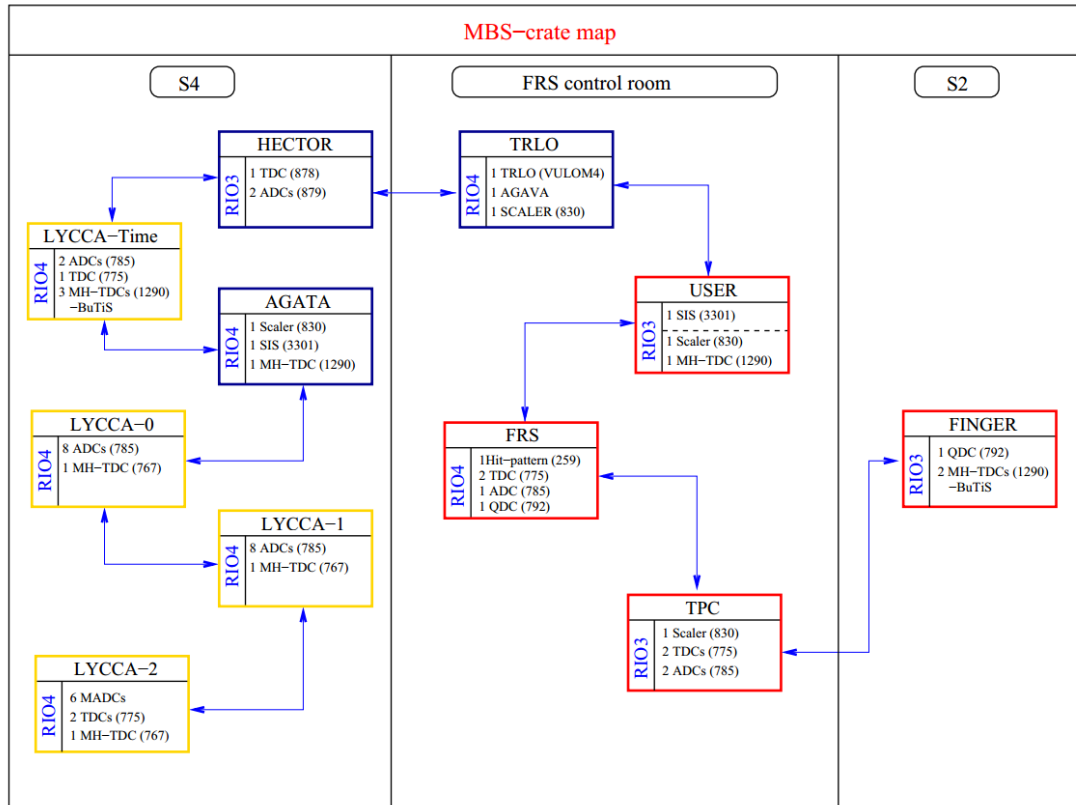 MBS−crate map
S4
HECTOR
RIO3
1 TDC (878)
2 ADCs (879)
LYCCA−Time
RIO4
2 ADCs (785)
1 TDC (775)
3 MH−TDCs (1290)
−BuTiS
AGATA
RIO4
1 Scaler (830)
1 SIS (3301)
1 MH−TDC (1290)
LYCCA−0
RIO4
8 ADCs (785)
1 MH−TDC (767)
LYCCA−1
RIO4
8 ADCs (785)
1 MH−TDC (767)
LYCCA−2
RIO4
6 MADCs
2 TDCs (775)
1 MH−TDC (767)
FRS control room
TRLO
RIO4
1 TRLO (VULOM4)
1 AGAVA
1 SCALER (830)
USER
RIO3
1 SIS (3301)
1 Scaler (830)
1 MH−TDC (1290)
FRS
RIO4
1Hit−pattern (259)
2 TDC (775)
1 ADC (785)
1 QDC (792)
TPC
RIO3
1 Scaler (830)
2 TDCs (775)
2 ADCs (785)
S2
FINGER
RIO3
1 QDC (792)
2 MH−TDCs (1290)
−BuTiS